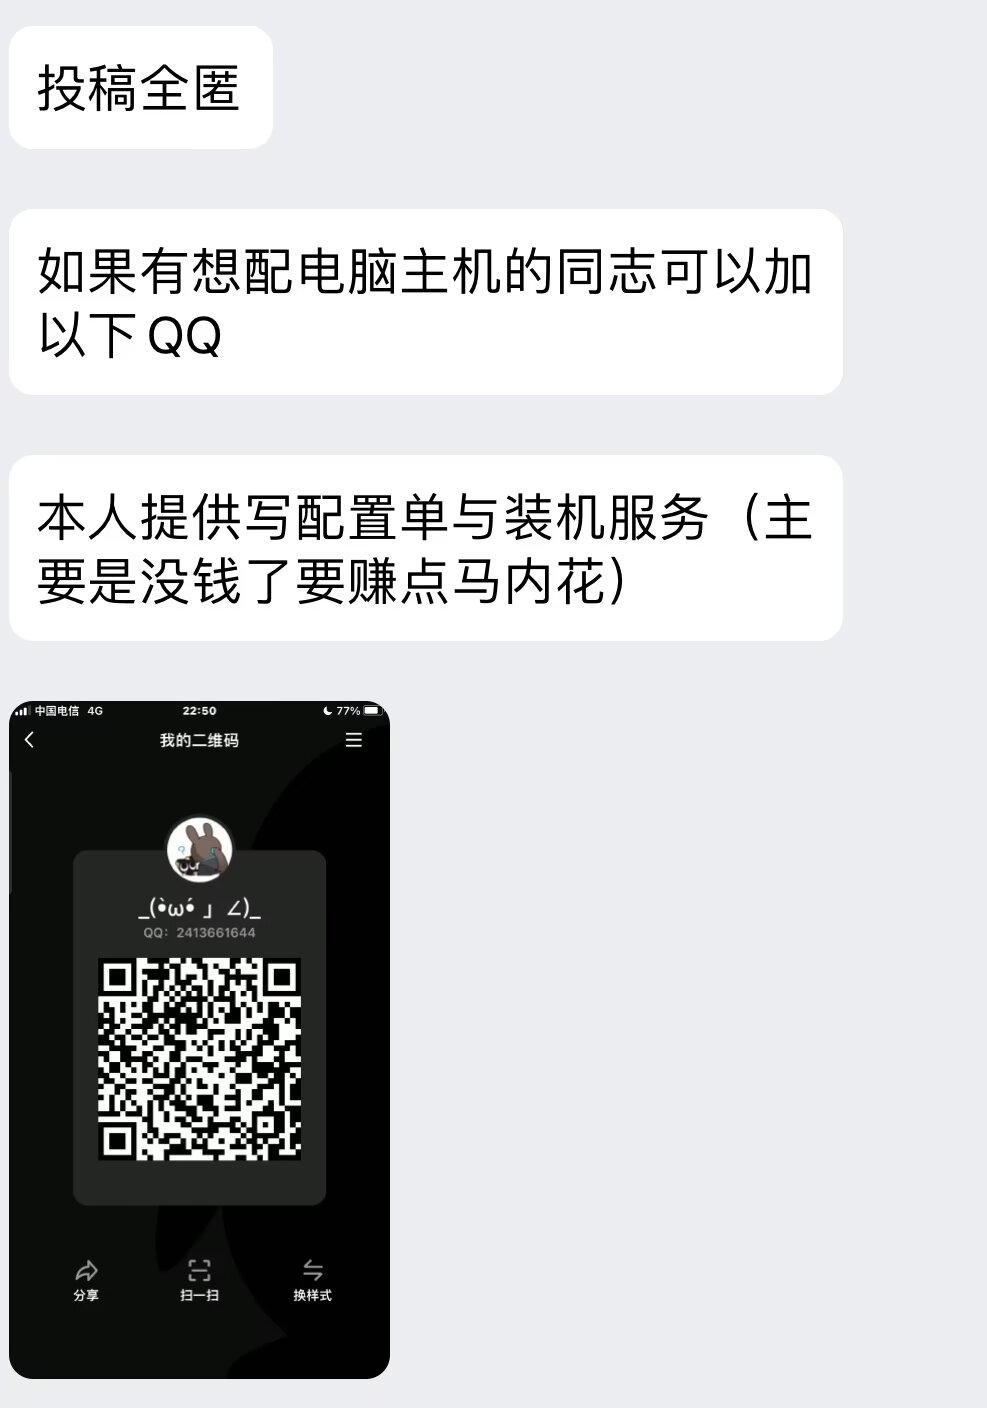 投稿全匿
如果有想配电脑主机的同志可以加
以下QQ
本人提供写配置单与装机服务（主
要是没钱了要赚点马内花）
中国电信 4G 22:50 77%
我的二维码
_(•̀ω•́ 」∠)_
QQ：2413661644
分享 扫一扫 换样式